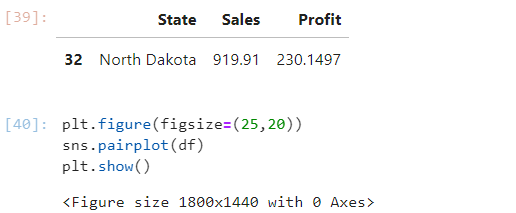 [39]:
State Sales Profit
32 North Dakota 919.91 230.1497
[40]: plt.figure(figsize=(25,20))
sns.pairplot(df)
plt.show()
<Figure size 1800x1440 with 0 Axes>